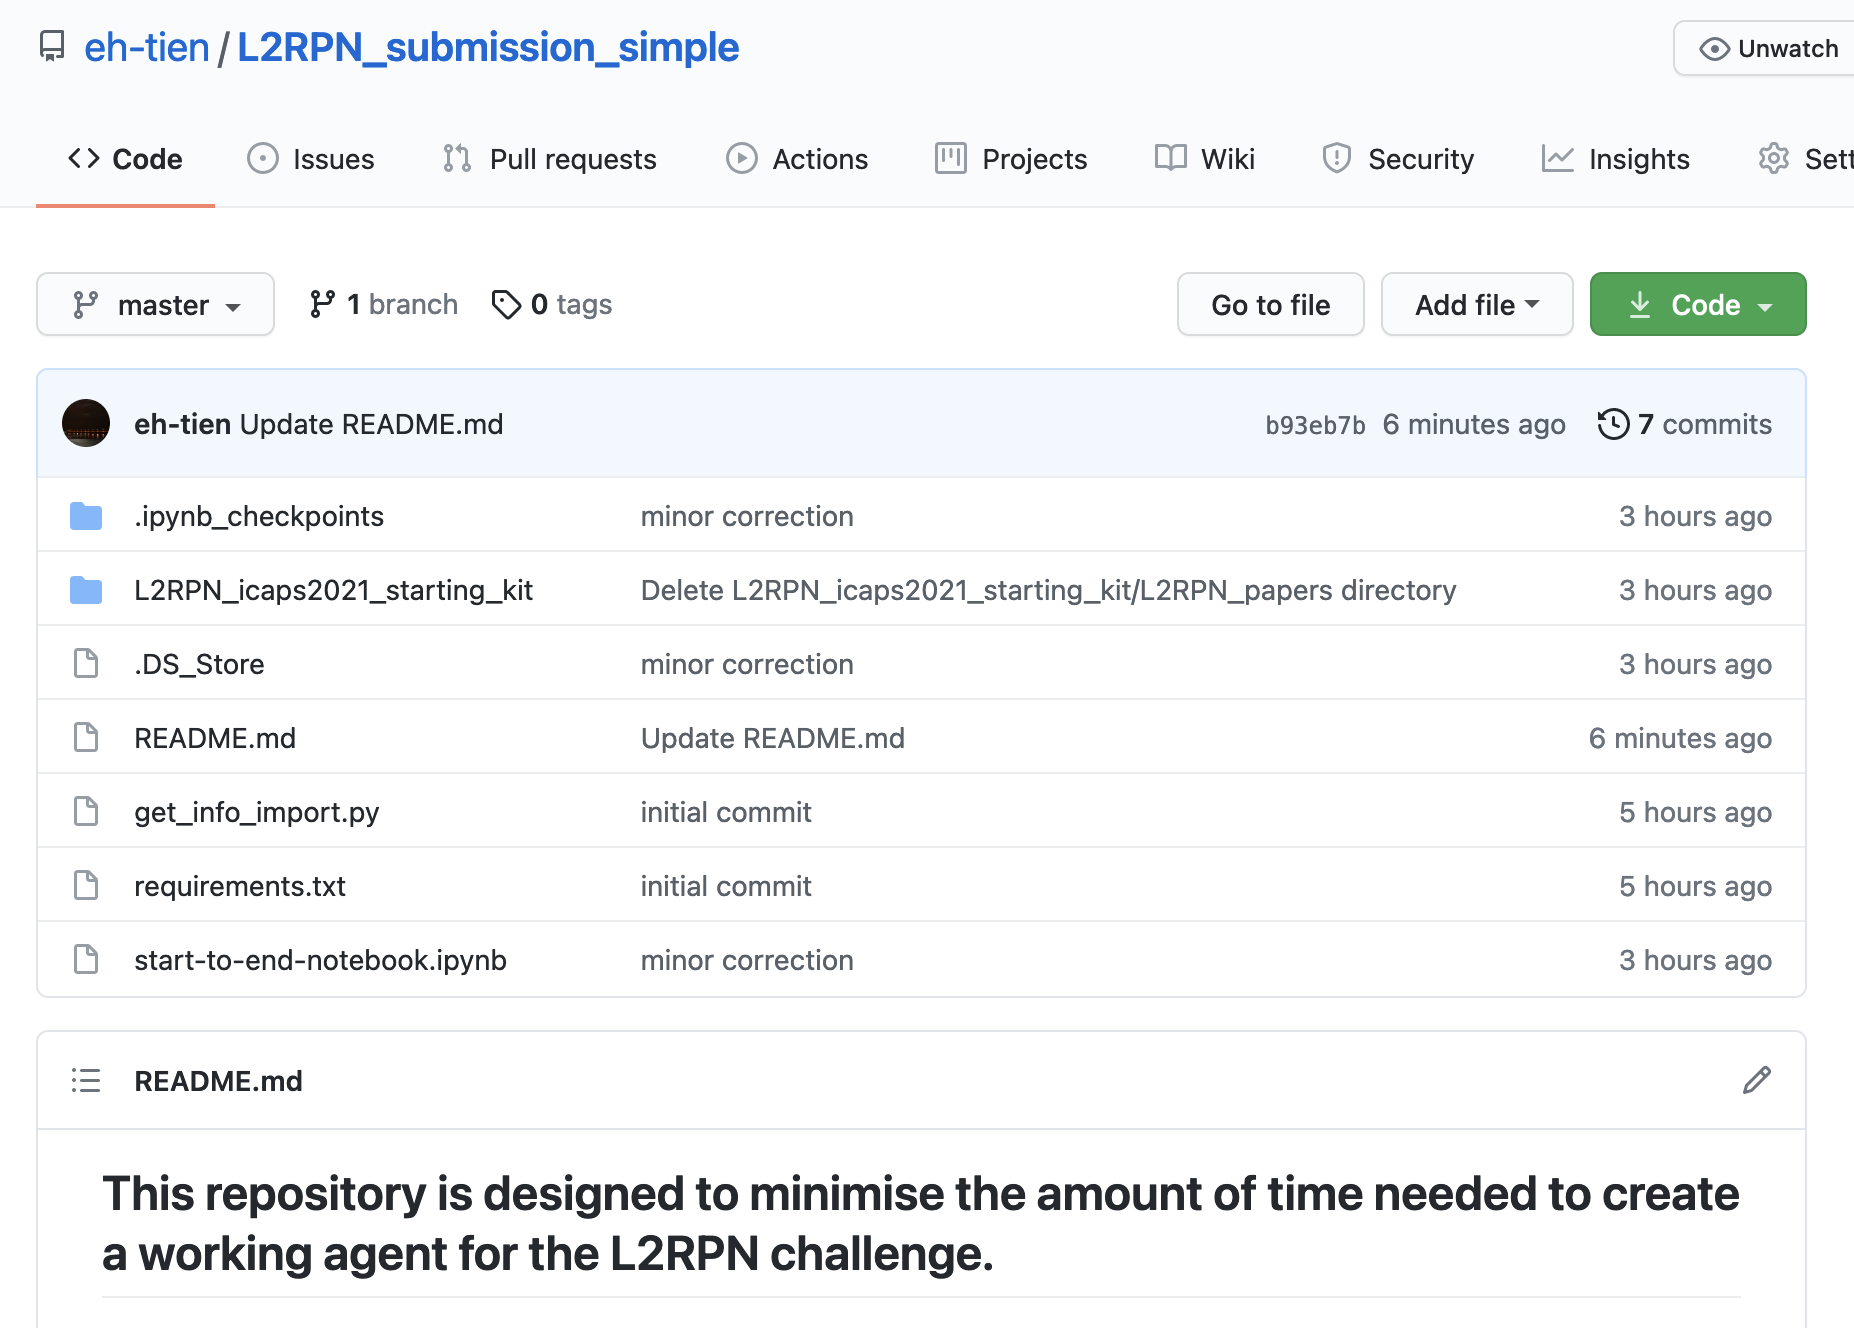 eh-tien / L2RPN_submission_simple
Unwatch
Code Issues Pull requests Actions Projects Wiki Security Insights Sett
master 1 branch 0 tags Go to file Add file Code
eh-tien Update README.md b93eb7b 6 minutes ago 7 commits
.ipynb_checkpoints minor correction 3 hours ago
L2RPN_icaps2021_starting_kit Delete L2RPN_icaps2021_starting_kit/L2RPN_papers directory 3 hours ago
.DS_Store minor correction 3 hours ago
README.md Update README.md 6 minutes ago
get_info_import.py initial commit 5 hours ago
requirements.txt initial commit 5 hours ago
start-to-end-notebook.ipynb minor correction 3 hours ago
README.md
This repository is designed to minimise the amount of time needed to create
a working agent for the L2RPN challenge.